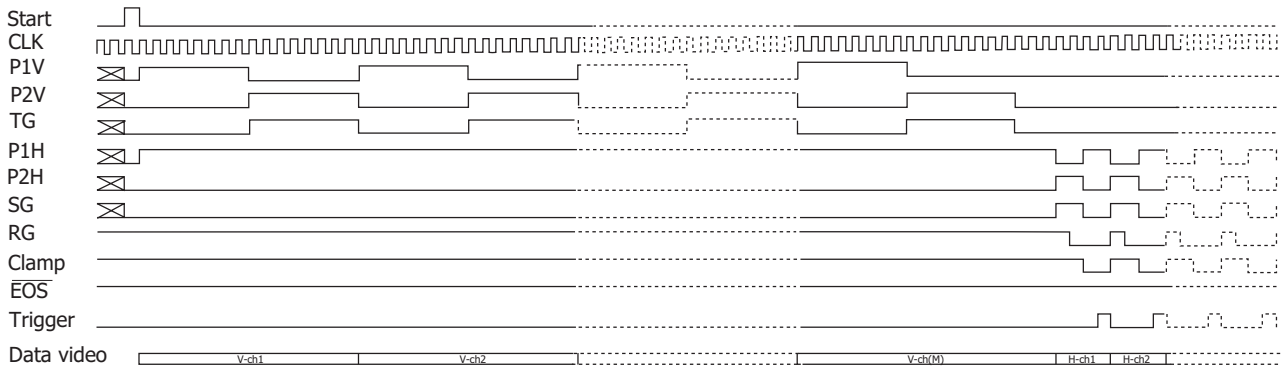 Start
CLK
P1V
P2V
TG
P1H
P2H
SG
RG
Clamp
EOS
Trigger
Data video V-ch1 V-ch2 V-ch(M) H-ch1 H-ch2